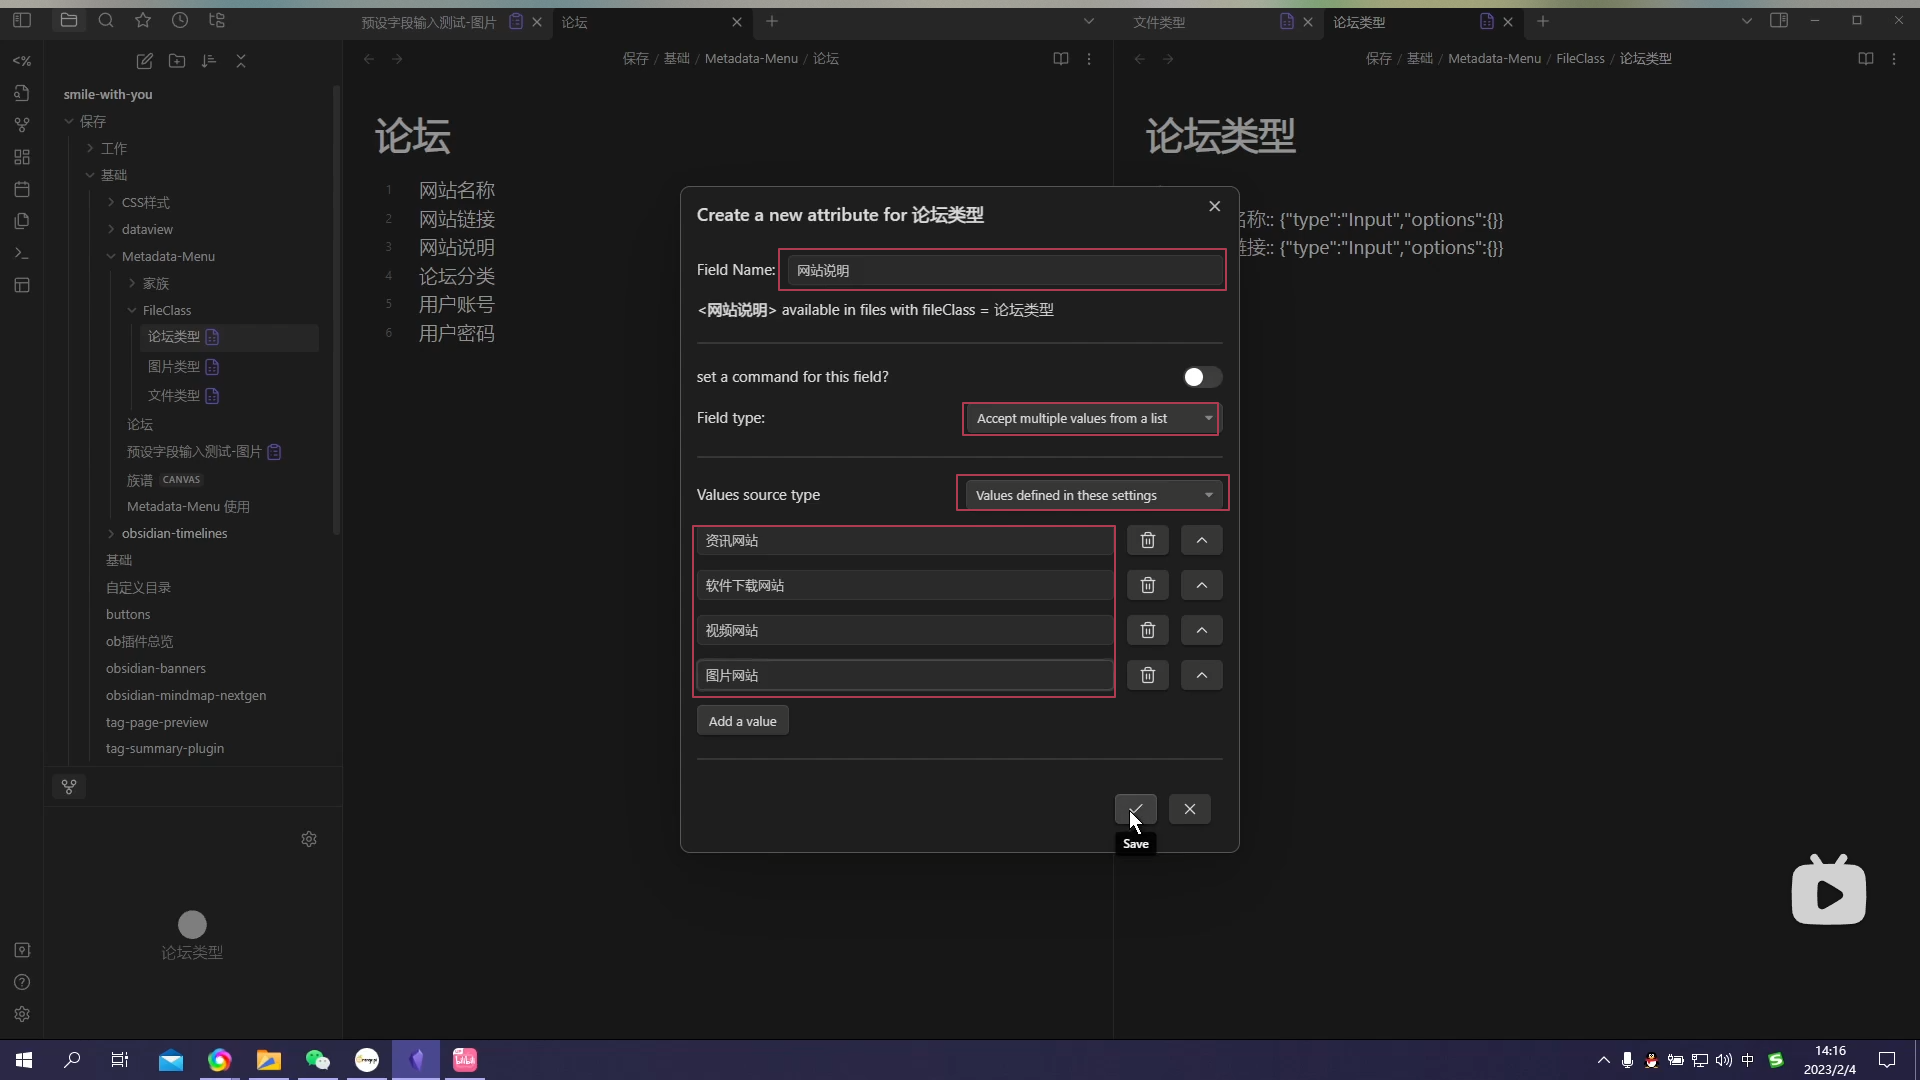 预设字段输入测试-图片
论坛
文件类型
论坛类型
保存 / 基础 / Metadata-Menu / 论坛
保存 / 基础 / Metadata-Menu / FileClass / 论坛类型
smile-with-you
保存
工作
基础
CSS样式
dataview
Metadata-Menu
家族
FileClass
论坛类型
图片类型
文件类型
论坛
预设字段输入测试-图片
族谱 CANVAS
Metadata-Menu 使用
obsidian-timelines
基础
自定义目录
buttons
ob插件总览
obsidian-banners
obsidian-mindmap-nextgen
tag-page-preview
tag-summary-plugin
论坛类型
论坛
1 网站名称
2 网站链接
3 网站说明
4 论坛分类
5 用户账号
6 用户密码
论坛类型
名称:: {"type":"Input","options":{}}
链接:: {"type":"Input","options":{}}
Create a new attribute for 论坛类型
Field Name: 网站说明
<网站说明> available in files with fileClass = 论坛类型
set a command for this field?
Field type: Accept multiple values from a list
Values source type Values defined in these settings
资讯网站
软件下载网站
视频网站
图片网站
Add a value
Save
bilibili
中
14:16
2023/2/4